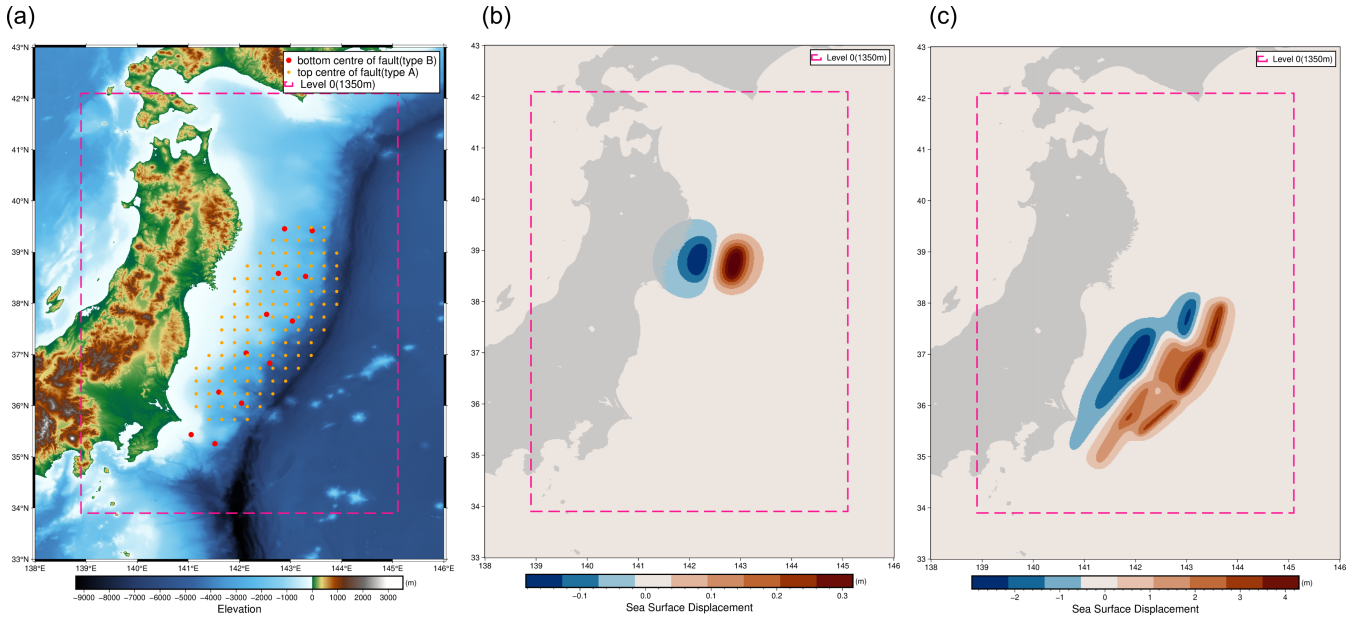 (a)
(b)
(c)
43°N
42°N
41°N
40°N
39°N
38°N
37°N
36°N
35°N
34°N
33°N
138°E
139°E
140°E
141°E
142°E
143°E
144°E
145°E
146°E
bottom centre of fault(type B)
top centre of fault(type A)
Level 0(1350m)
−9000 −8000 −7000 −6000 −5000 −4000 −3000 −2000 −1000 0 1000 2000 3000
(m)
Elevation
43
42
41
40
39
38
37
36
35
34
33
138 139 140 141 142 143 144 145 146
Level 0(1350m)
−0.1 0.0 0.1 0.2 0.3
(m)
Sea Surface Displacement
43
42
41
40
39
38
37
36
35
34
33
138 139 140 141 142 143 144 145 146
Level 0(1350m)
−2 −1 0 1 2 3 4
(m)
Sea Surface Displacement